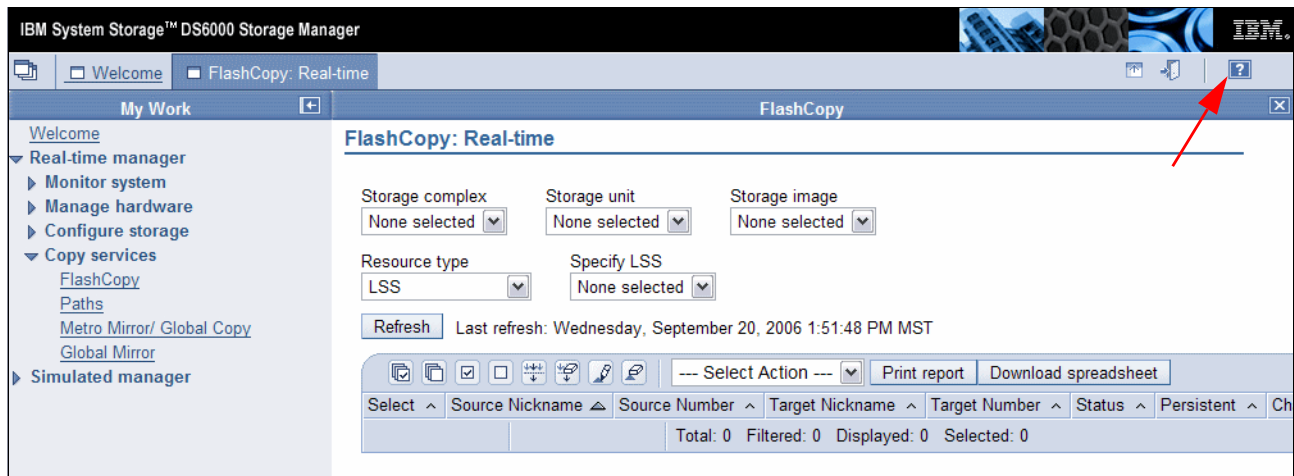 IBM System Storage™ DS6000 Storage Manager
IBM.
Welcome
FlashCopy: Real-time
?
My Work
FlashCopy
Welcome
Real-time manager
Monitor system
Manage hardware
Configure storage
Copy services
FlashCopy
Paths
Metro Mirror/ Global Copy
Global Mirror
Simulated manager
FlashCopy: Real-time
Storage complex Storage unit Storage image
None selected None selected None selected
Resource type Specify LSS
LSS None selected
Refresh Last refresh: Wednesday, September 20, 2006 1:51:48 PM MST
--- Select Action --- Print report Download spreadsheet
Select Source Nickname Source Number Target Nickname Target Number Status Persistent Ch
Total: 0 Filtered: 0 Displayed: 0 Selected: 0